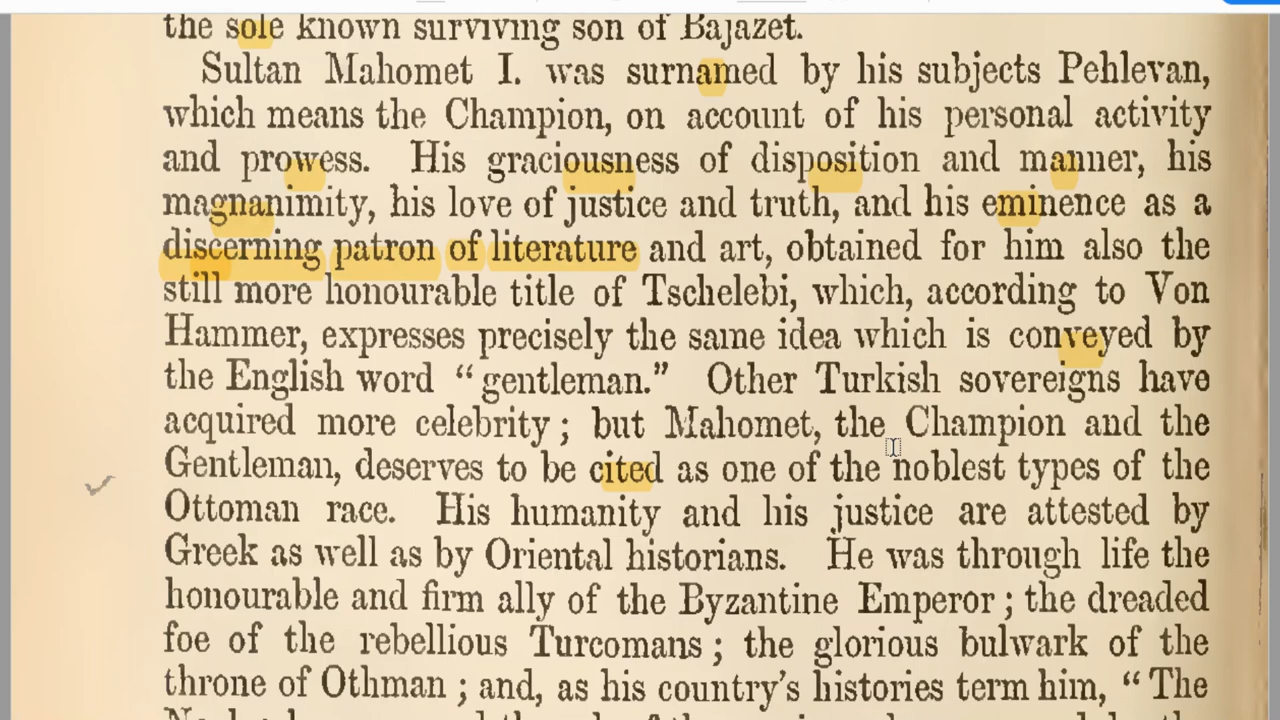 the sole known surviving son of Bajazet.
Sultan Mahomet I. was surnamed by his subjects Pehlevan,
which means the Champion, on account of his personal activity
and prowess. His graciousness of disposition and manner, his
magnanimity, his love of justice and truth, and his eminence as a
discerning patron of literature and art, obtained for him also the
still more honourable title of Tschelebi, which, according to Von
Hammer, expresses precisely the same idea which is conveyed by
the English word “gentleman.” Other Turkish sovereigns have
acquired more celebrity; but Mahomet, the Champion and the
Gentleman, deserves to be cited as one of the noblest types of the
Ottoman race. His humanity and his justice are attested by
Greek as well as by Oriental historians. He was through life the
honourable and firm ally of the Byzantine Emperor; the dreaded
foe of the rebellious Turcomans; the glorious bulwark of the
throne of Othman; and, as his country’s histories term him, “The